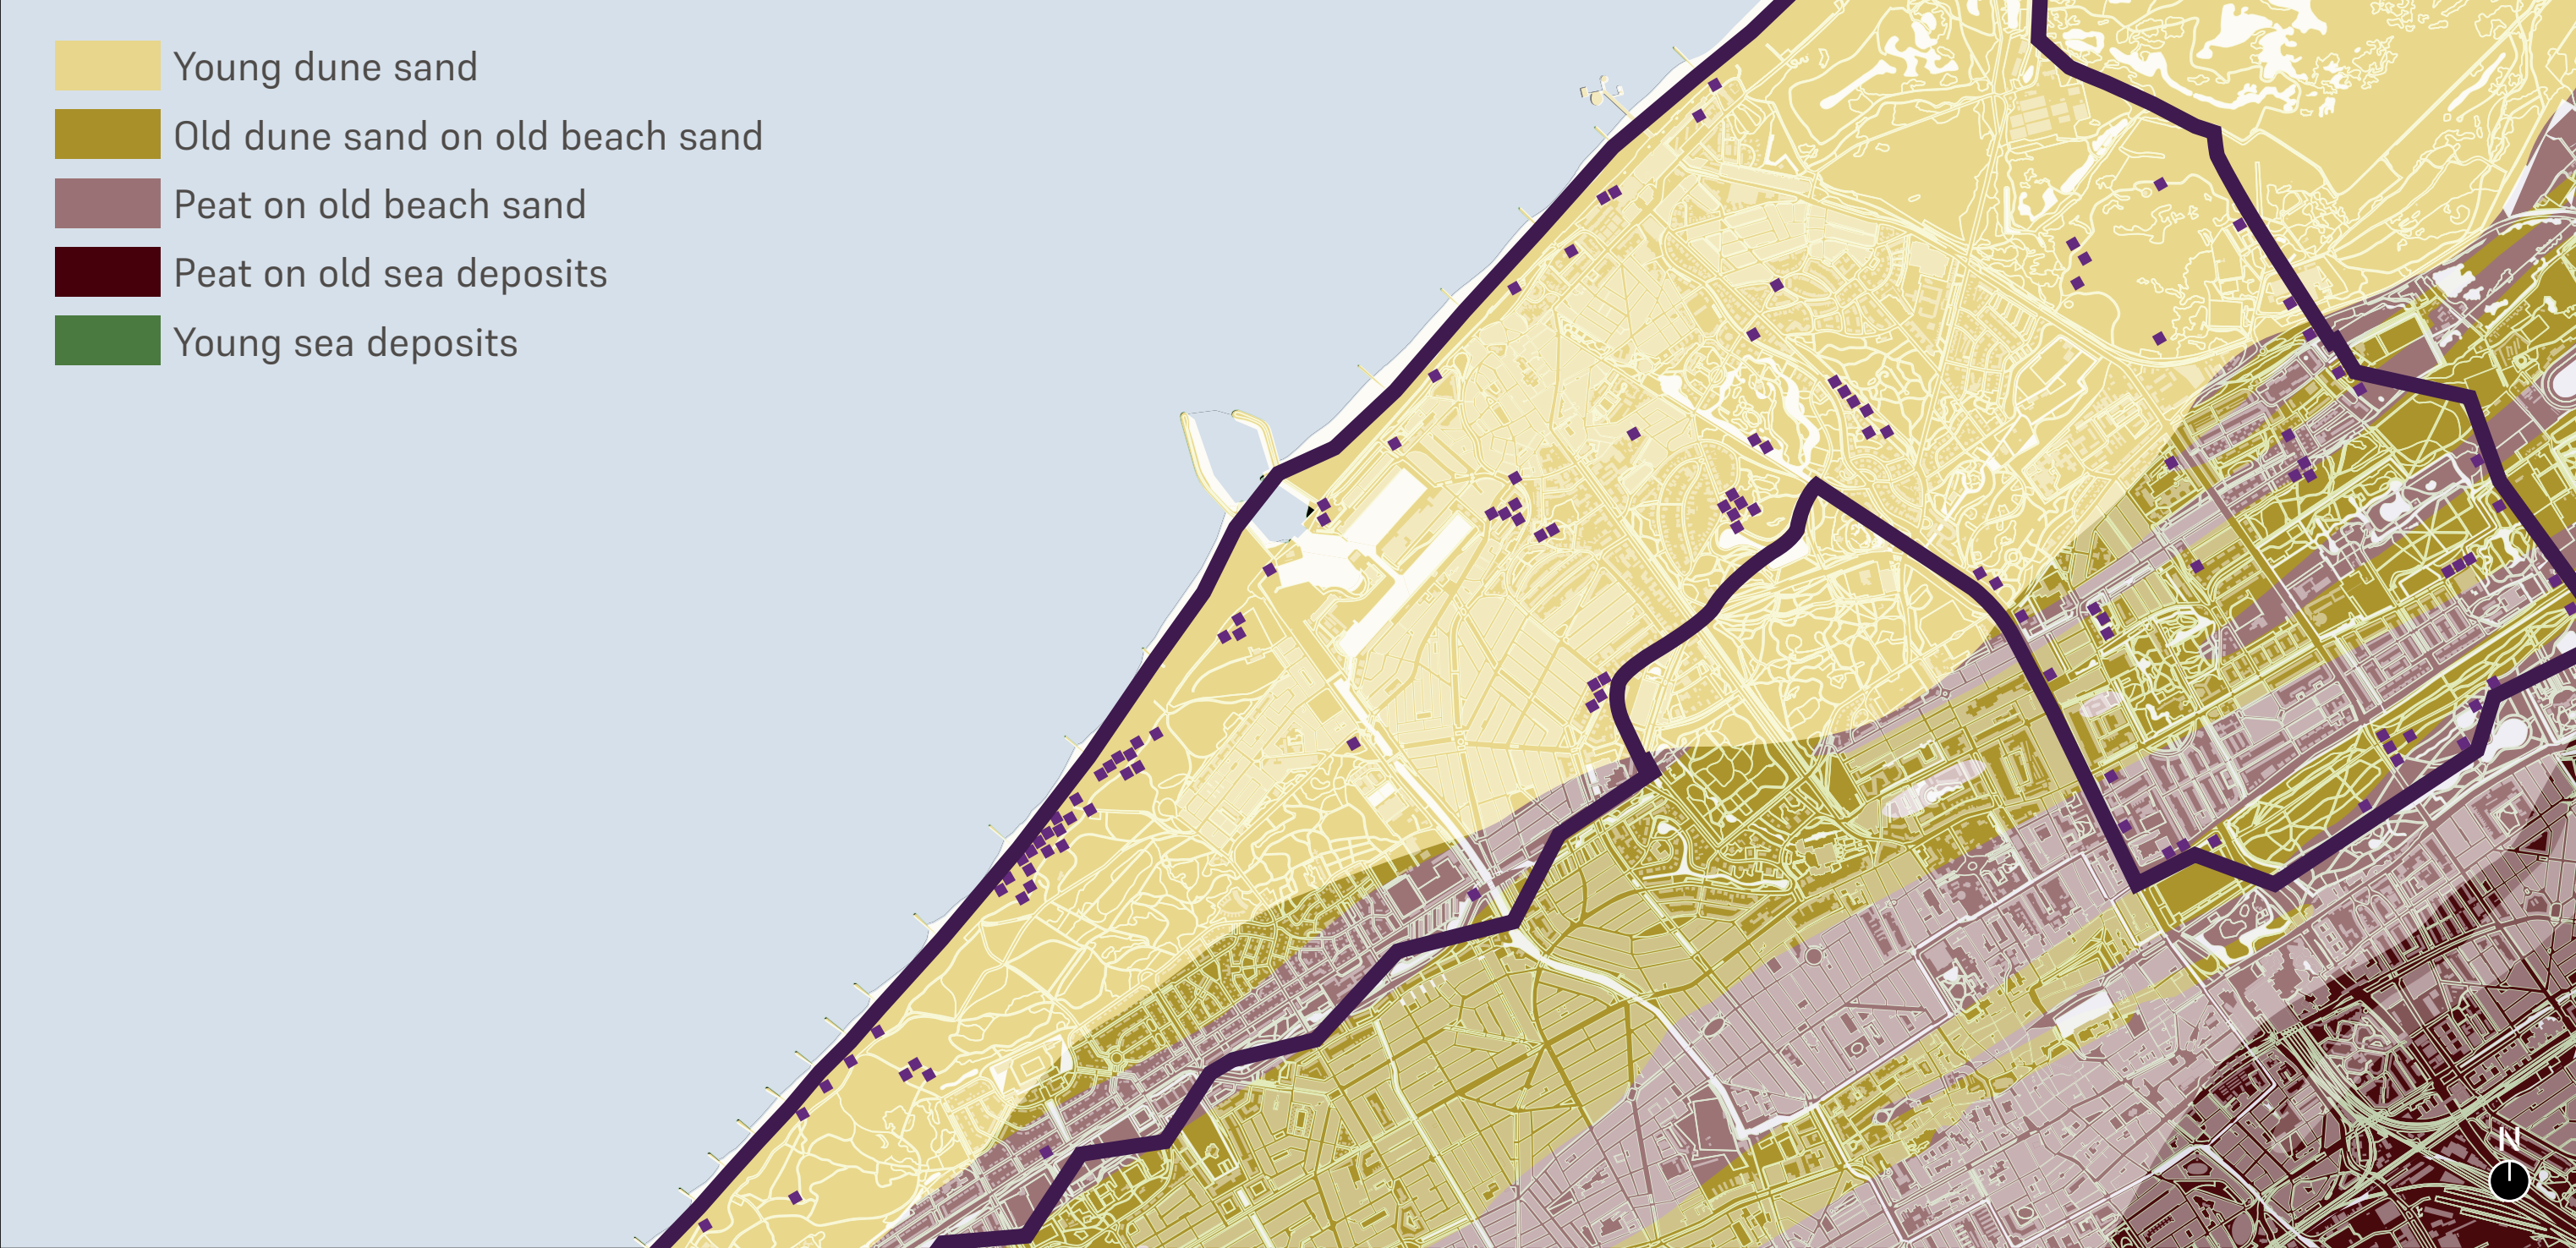 Young dune sand
Old dune sand on old beach sand
Peat on old beach sand
Peat on old sea deposits
Young sea deposits
N